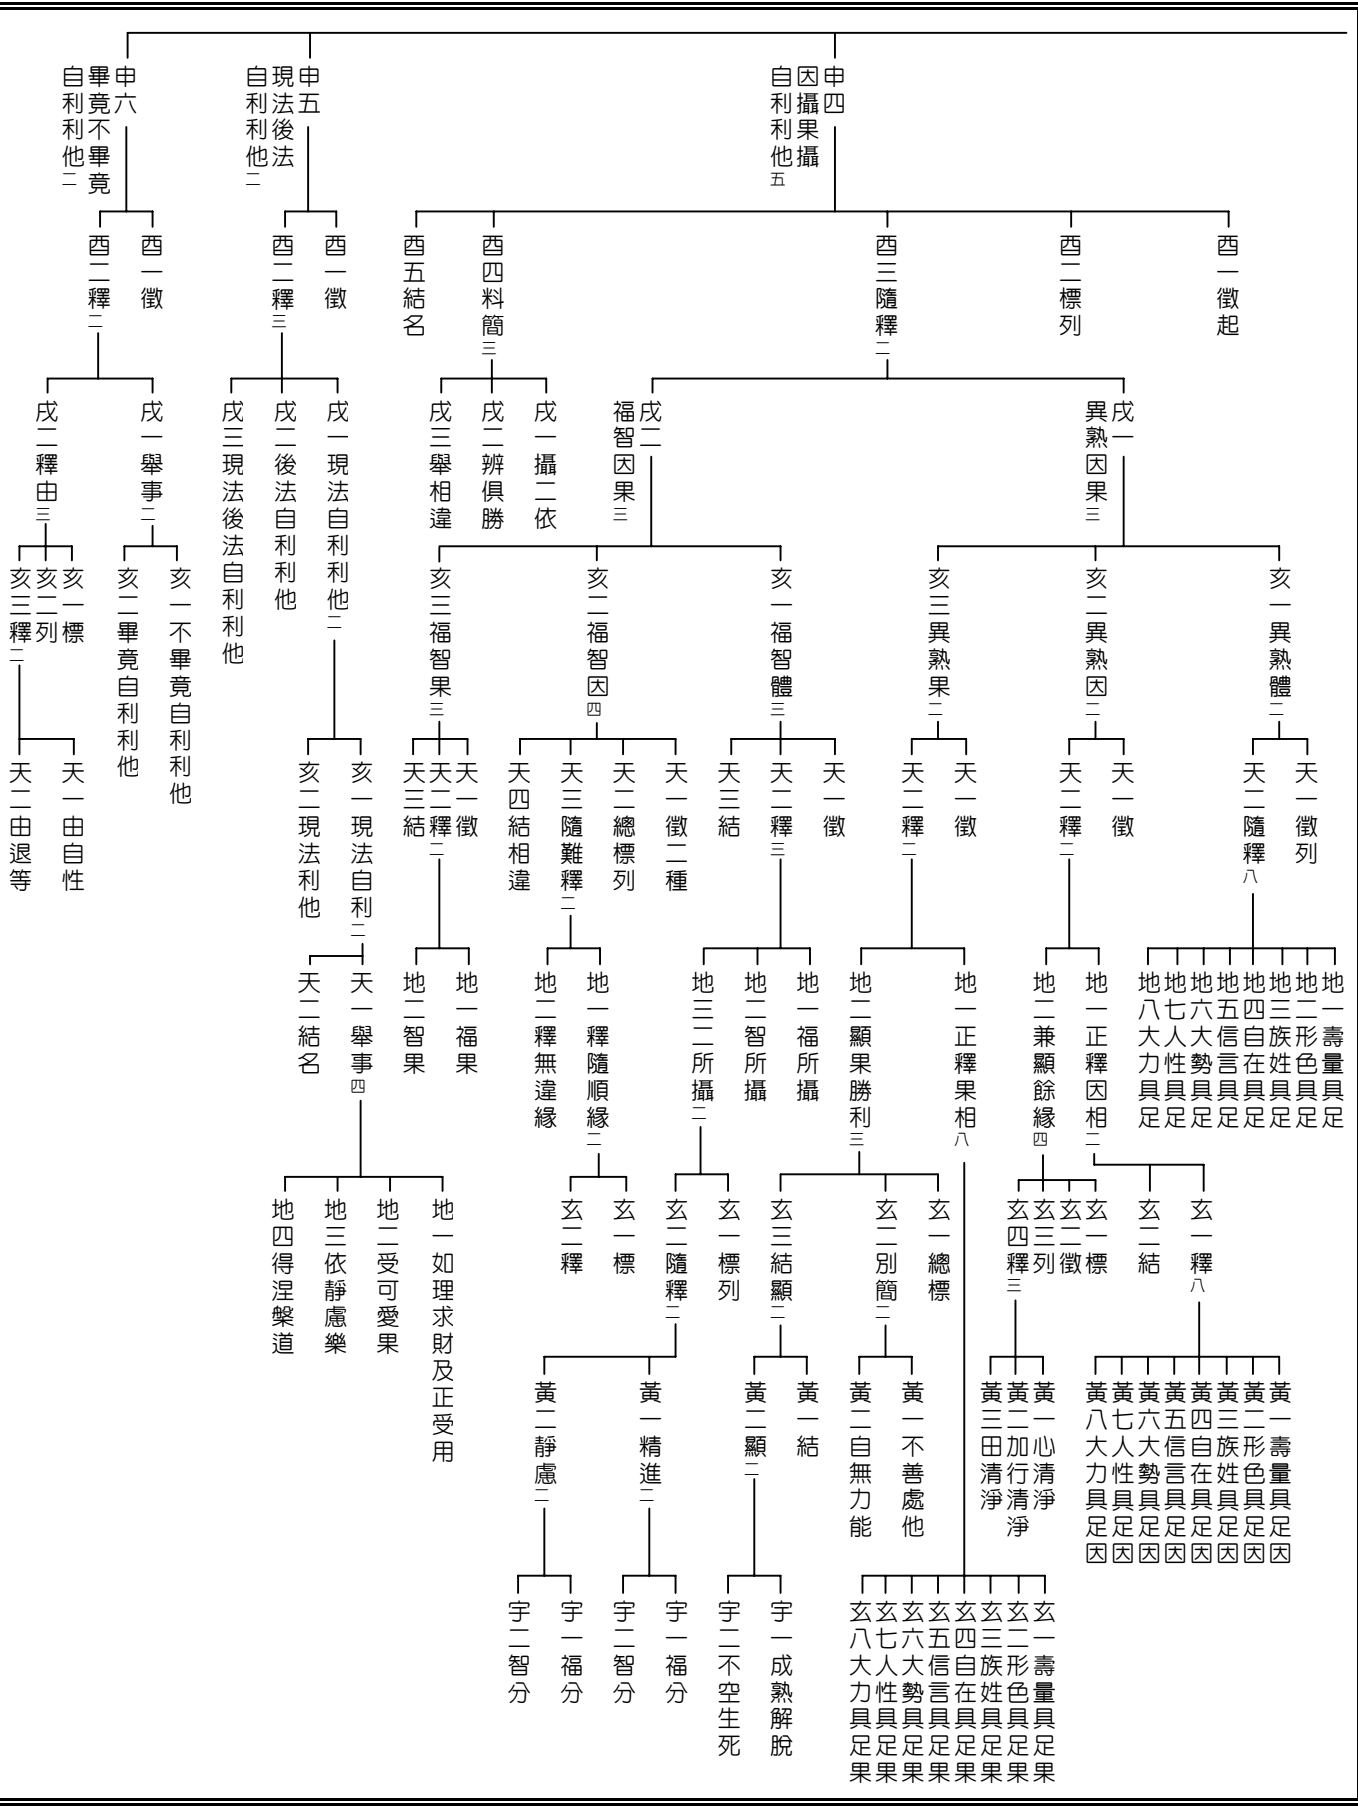 申四
因攝果攝
自利利他五
酉一徵起
酉二標列
酉三隨釋二
戌一
異熟因果三
亥一異熟體二
天一徵列
天二隨釋八
地一壽量具足
地二形色具足
地三族姓具足
地四自在具足
地五信言具足
地六大勢具足
地七人性具足
地八大力具足
亥二異熟因二
天一徵
天二釋二
地一正釋因相二
玄一釋八
黃一壽量具足因
黃二形色具足因
黃三族姓具足因
黃四自在具足因
黃五信言具足因
黃六大勢具足因
黃七人性具足因
黃八大力具足因
玄二結
地二兼顯餘緣四
玄一標
玄二徵
玄三列
玄四釋三
黃一心清淨
黃二加行清淨
黃三田清淨
亥三異熟果二
天一徵
天二釋二
地一正釋果相八
玄一壽量具足果
玄二形色具足果
玄三族姓具足果
玄四自在具足果
玄五信言具足果
玄六大勢具足果
玄七人性具足果
玄八大力具足果
地二顯果勝利三
玄一總標
玄二別簡二
黃一不善處他
黃二自無力能
玄三結顯二
黃一結
黃二顯二
宇一成熟解脫
宇二不空生死
戌二
福智因果三
亥一福智體三
天一徵
天二釋三
地一福所攝
地二智所攝
地三二所攝二
玄一標列
玄二隨釋二
黃一精進二
宇一福分
宇二智分
黃二靜慮二
宇一福分
宇二智分
天三結
亥二福智因四
天一徵二種
天二總標列
天三隨難釋二
地一釋隨順緣二
玄一標
玄二釋
地二釋無違緣
天四結相違
亥三福智果三
天一徵
天二釋二
地一福果
地二智果
天三結
酉四料簡三
戌一攝二依
戌二辨俱勝
戌三舉相違
酉五結名
申五
現法後法
自利利他二
酉一徵
酉二釋三
戌一現法自利利他二
亥一現法自利二
天一舉事四
地一如理求財及正受用
地二受可愛果
地三依靜慮樂
地四得涅槃道
天二結名
亥二現法利他
戌二後法自利利他
戌三現法後法自利利他
申六
畢竟不畢竟
自利利他二
酉一徵
酉二釋二
戌一舉事二
亥一不畢竟自利利他
亥二畢竟自利利他
戌二釋由三
亥一標
亥二列
亥三釋二
天一由自性
天二由退等